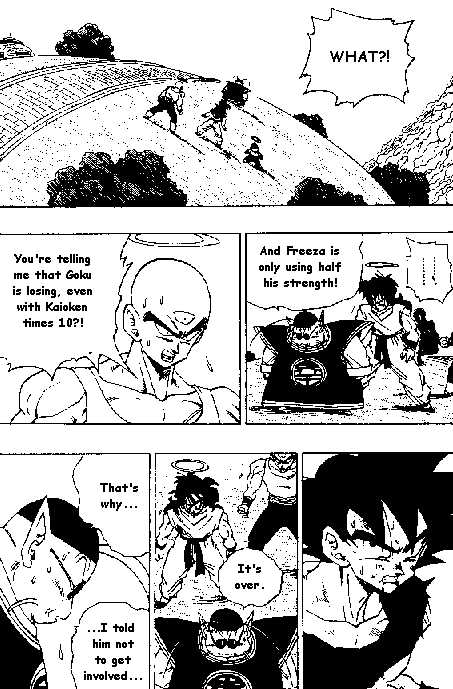 WHAT?!
You're telling
me that Goku
is losing, even
with Kaioken
times 10?!
And Freeza is
only using half
his strength!
That's
why...
...I told
him not
to get
involved...
It's
over.